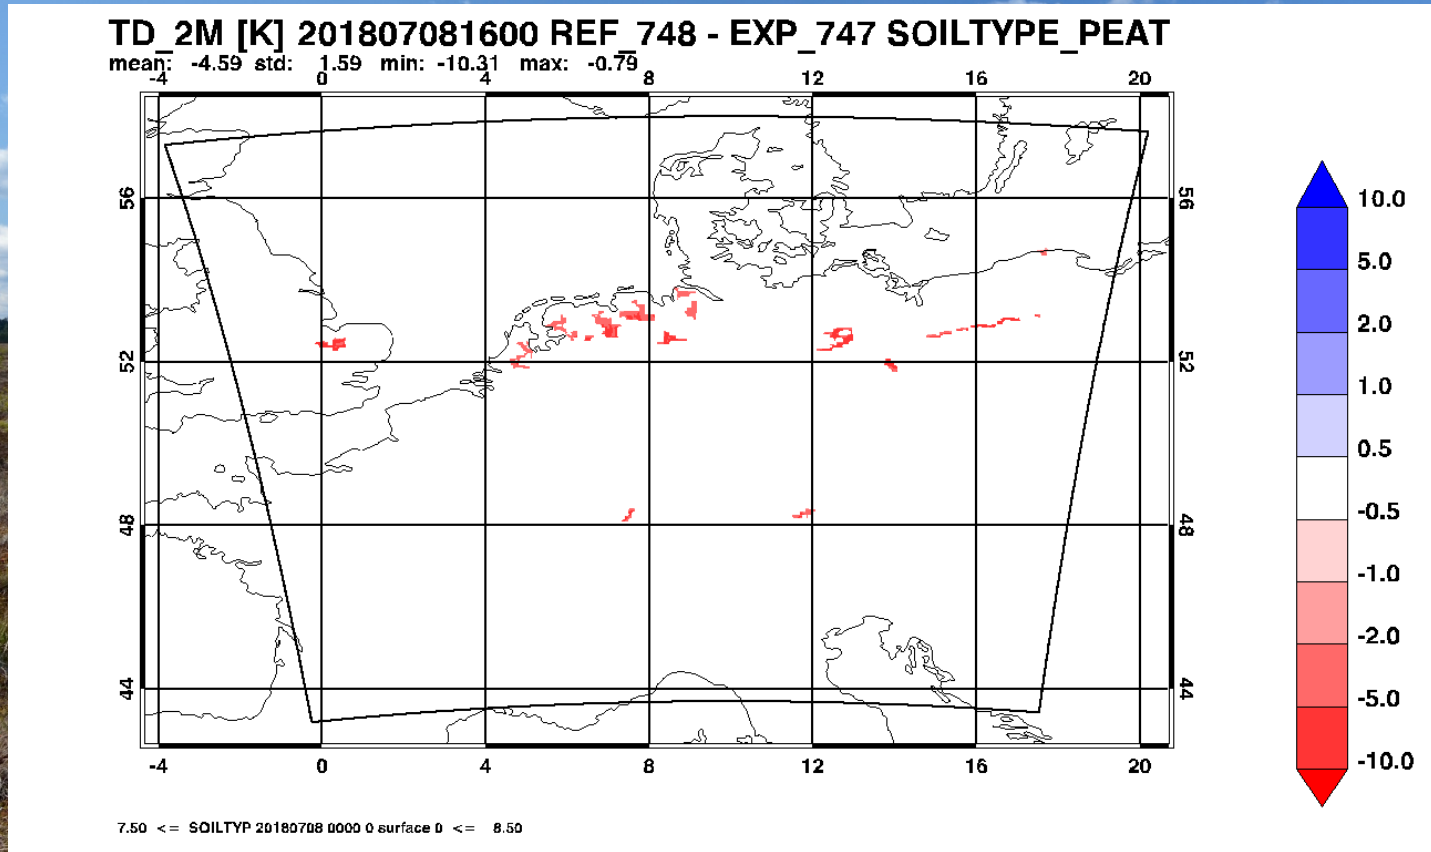 TD_2M [K] 201807081600 REF_748 - EXP_747 SOILTYPE_PEAT
mean: -4.59 std: 1.59 min: -10.31 max: -0.79
-4 0 4 8 12 16 20
56 56
52 52
48 48
44 44
-4 0 4 8 12 16 20
10.0
5.0
2.0
1.0
0.5
-0.5
-1.0
-2.0
-5.0
-10.0
7.50 <= SOILTYP 20180708 0000 0 surface 0 <= 8.50